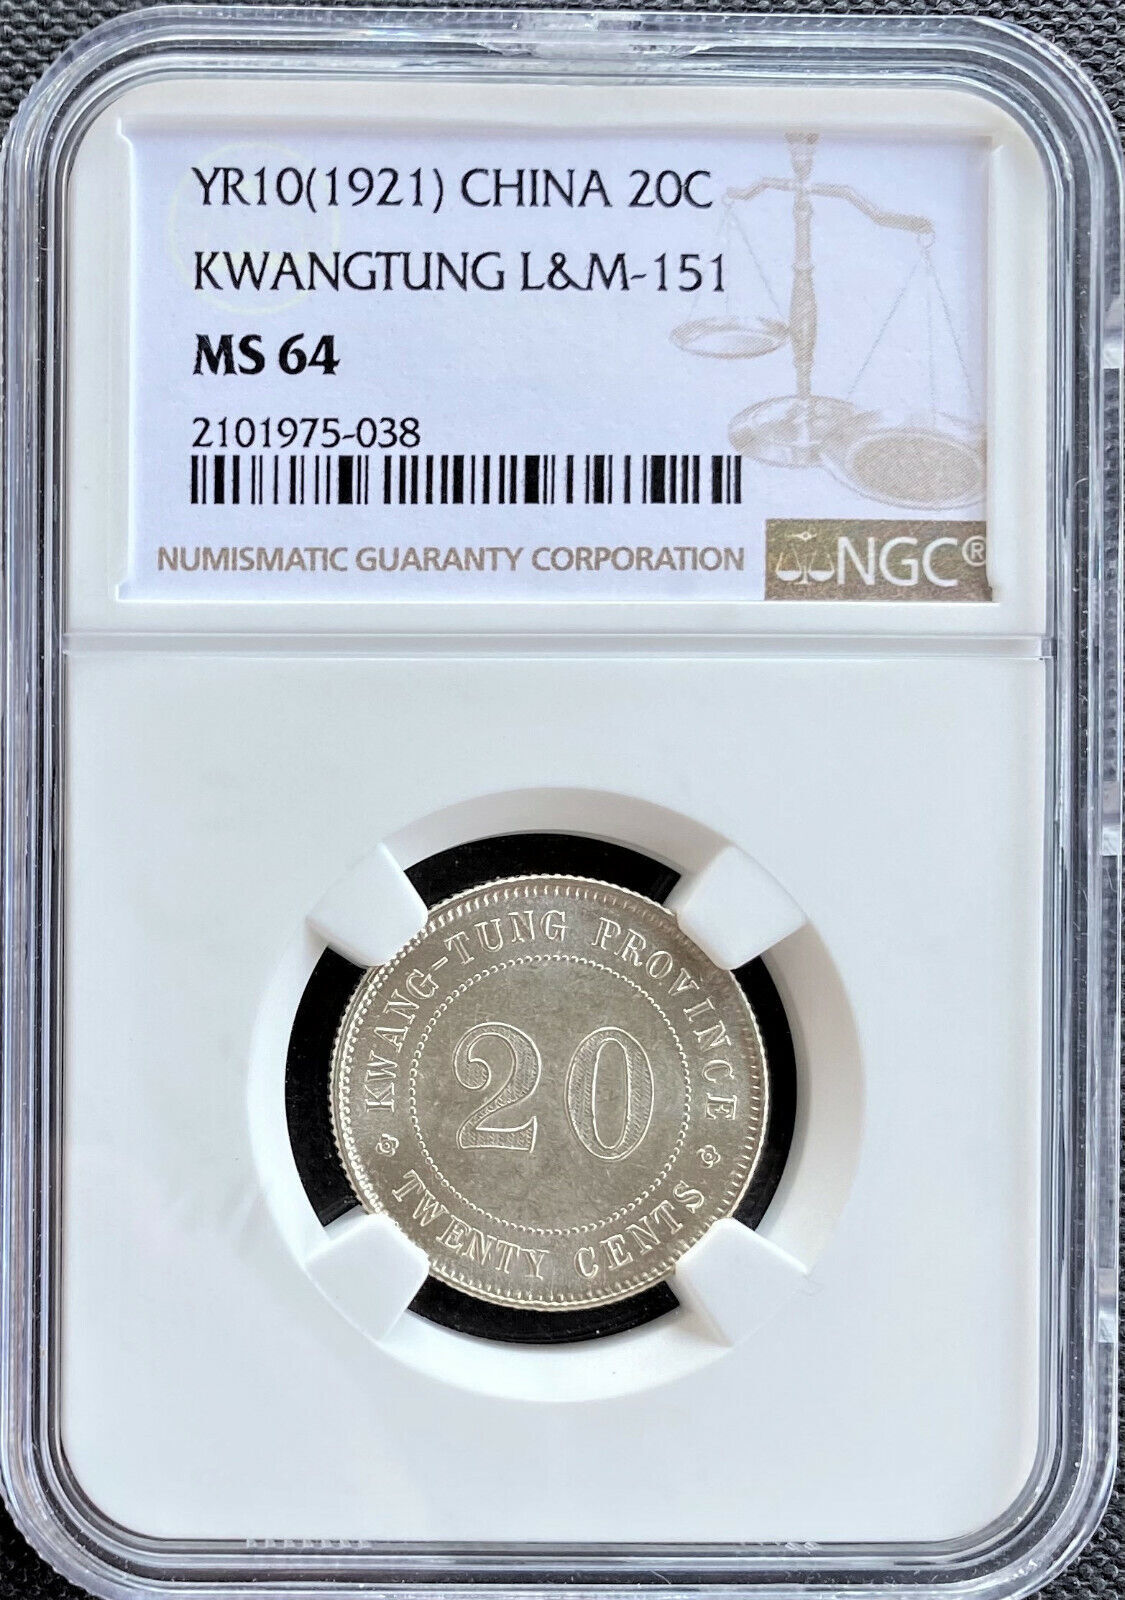 YR10(1921) CHINA 20C
KWANGTUNG L&M-151
MS 64
2101975-038
NUMISMATIC GUARANTY CORPORATION
NGC®
KWANG-TUNG PROVINCE
20
TWENTY CENTS